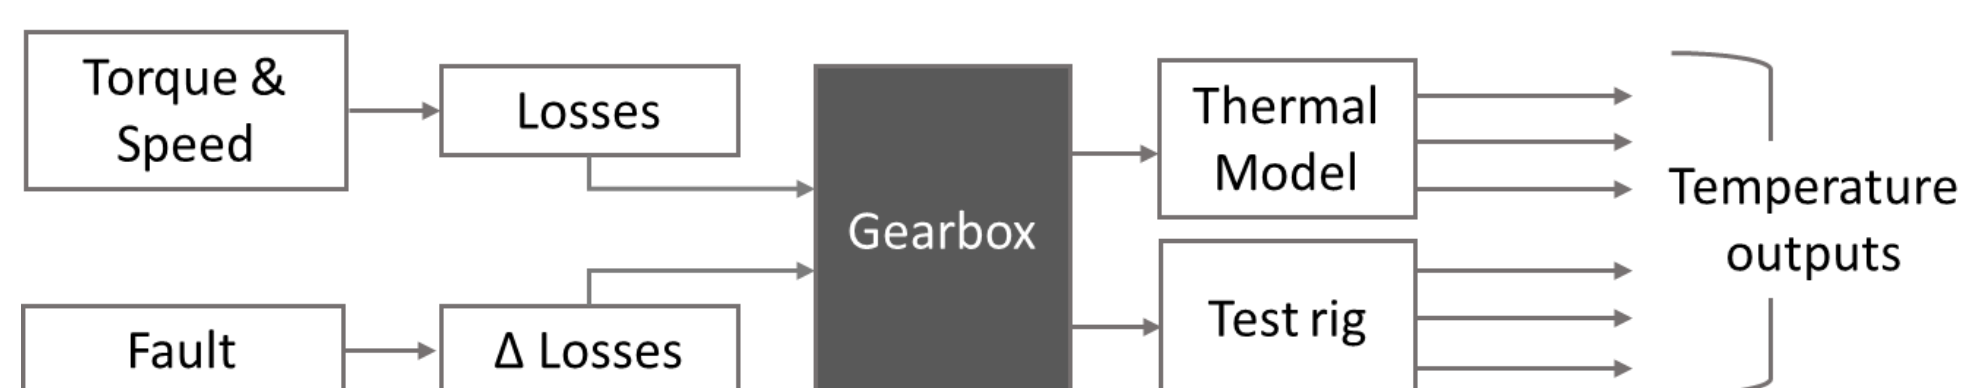 Torque &
Speed
Losses
Fault
Δ Losses
Gearbox
Thermal
Model
Test rig
Temperature
outputs